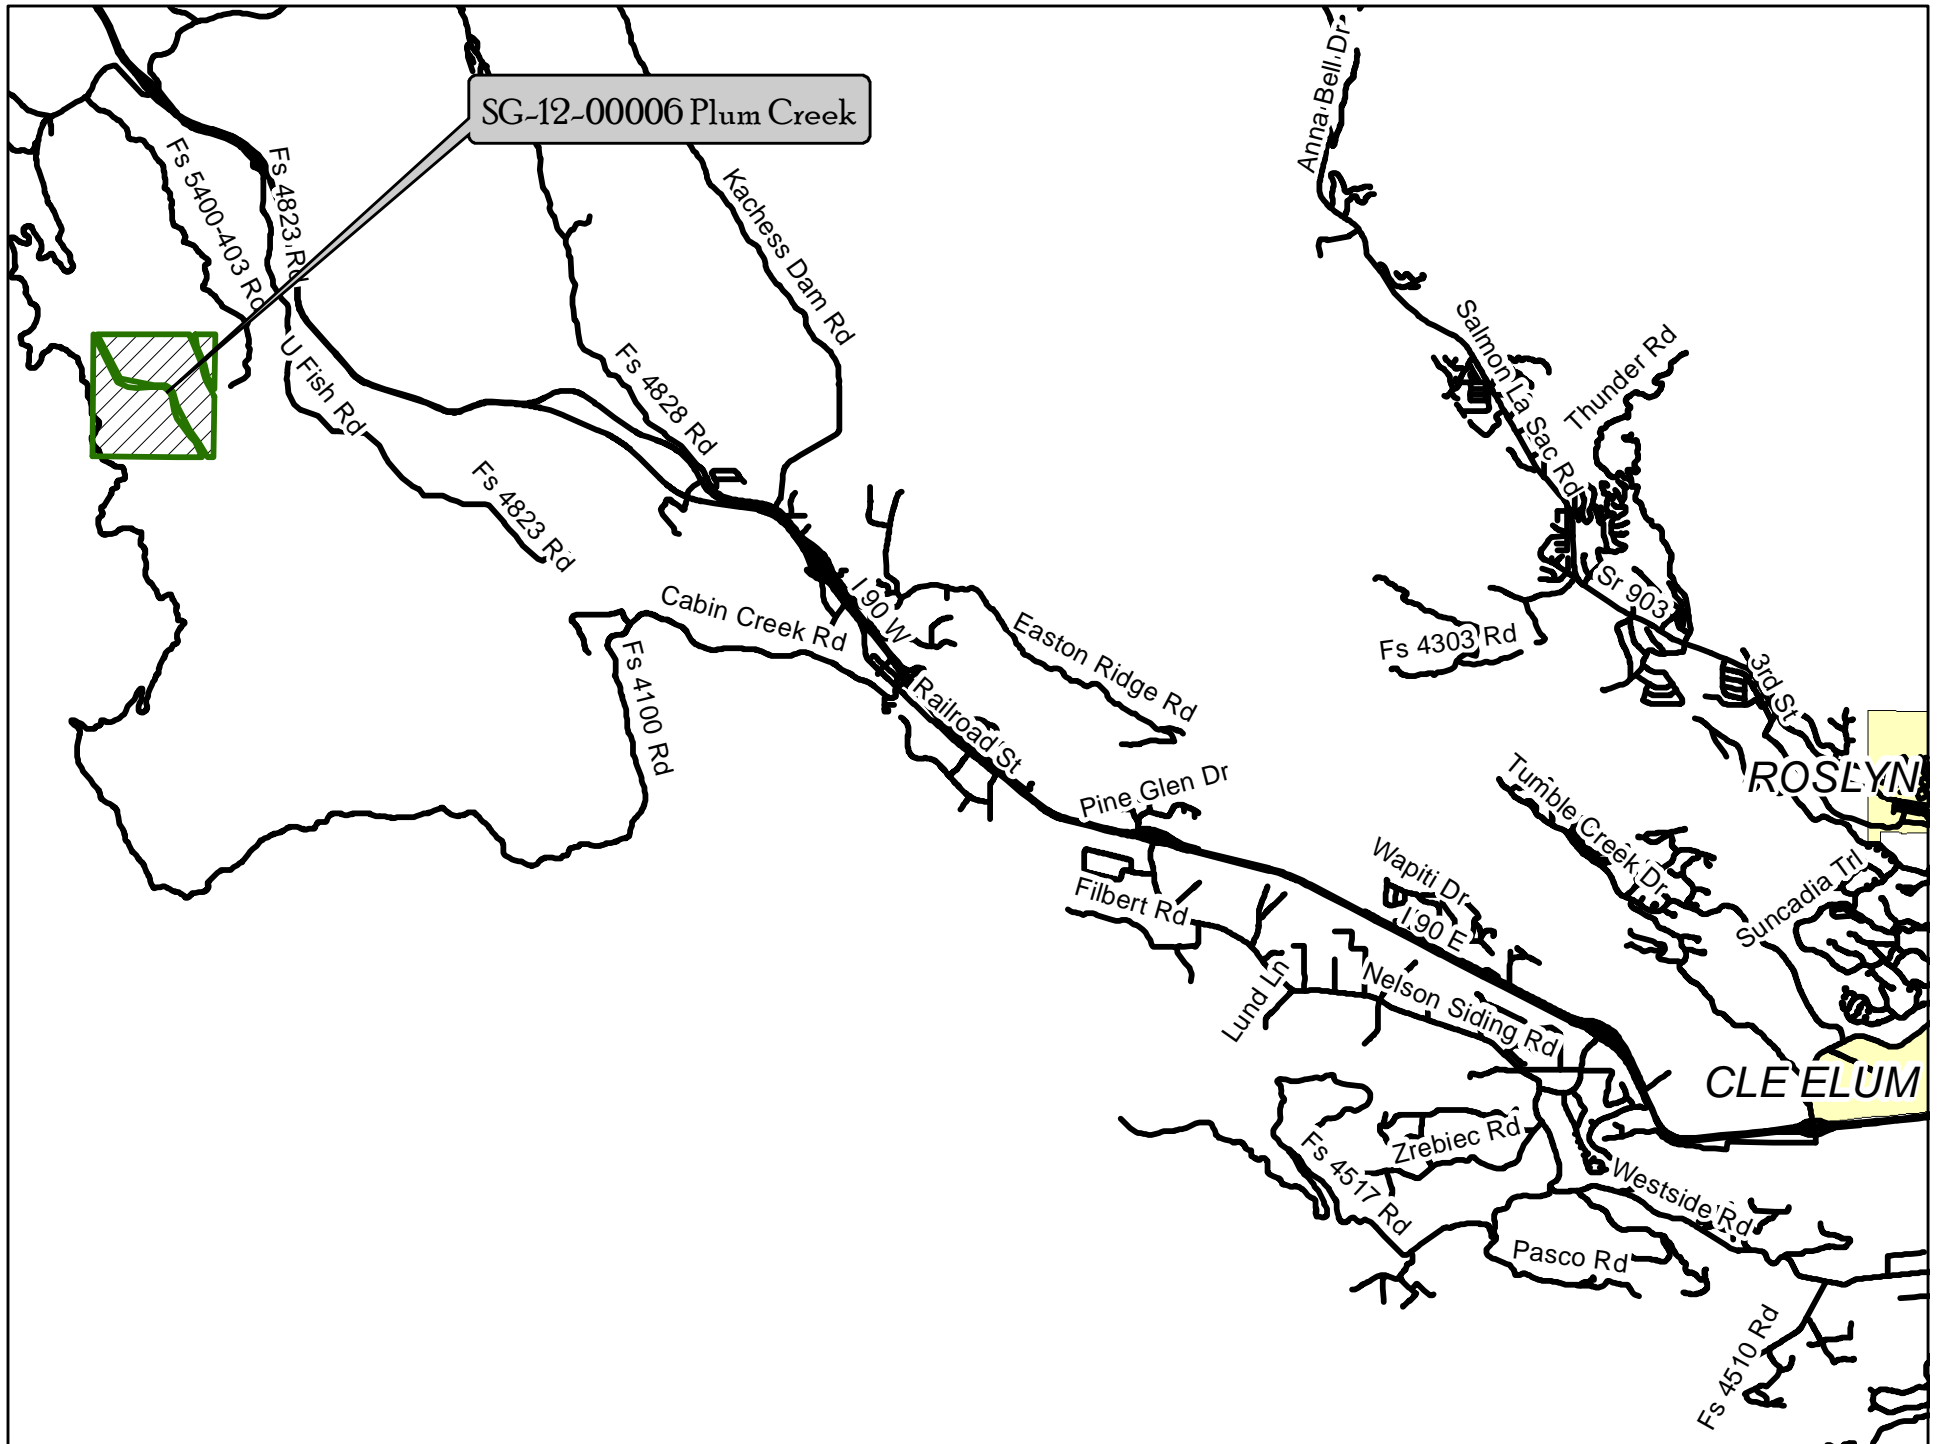 SG-12-00006 Plum Creek
Anna Bell Dr
Fs 5400-403 Rd
Fs 4823 Rd
Kachess Dam Rd
Salmon La Sac Rd
Thunder Rd
U Fish Rd
Fs 4828 Rd
Fs 4823 Rd
Sr 903
Cabin Creek Rd
I 90 W
Easton Ridge Rd
Fs 4303 Rd
Fs 4100 Rd
3rd St
Railroad St
ROSLYN
Pine Glen Dr
Tumble Creek Dr
Wapiti Dr
Filbert Rd
I 90 E
Suncadia Trl
Lund Ln
Nelson Siding Rd
CLE ELUM
Zrebiec Rd
Fs 4517 Rd
Westside Rd
Pasco Rd
Fs 4510 Rd